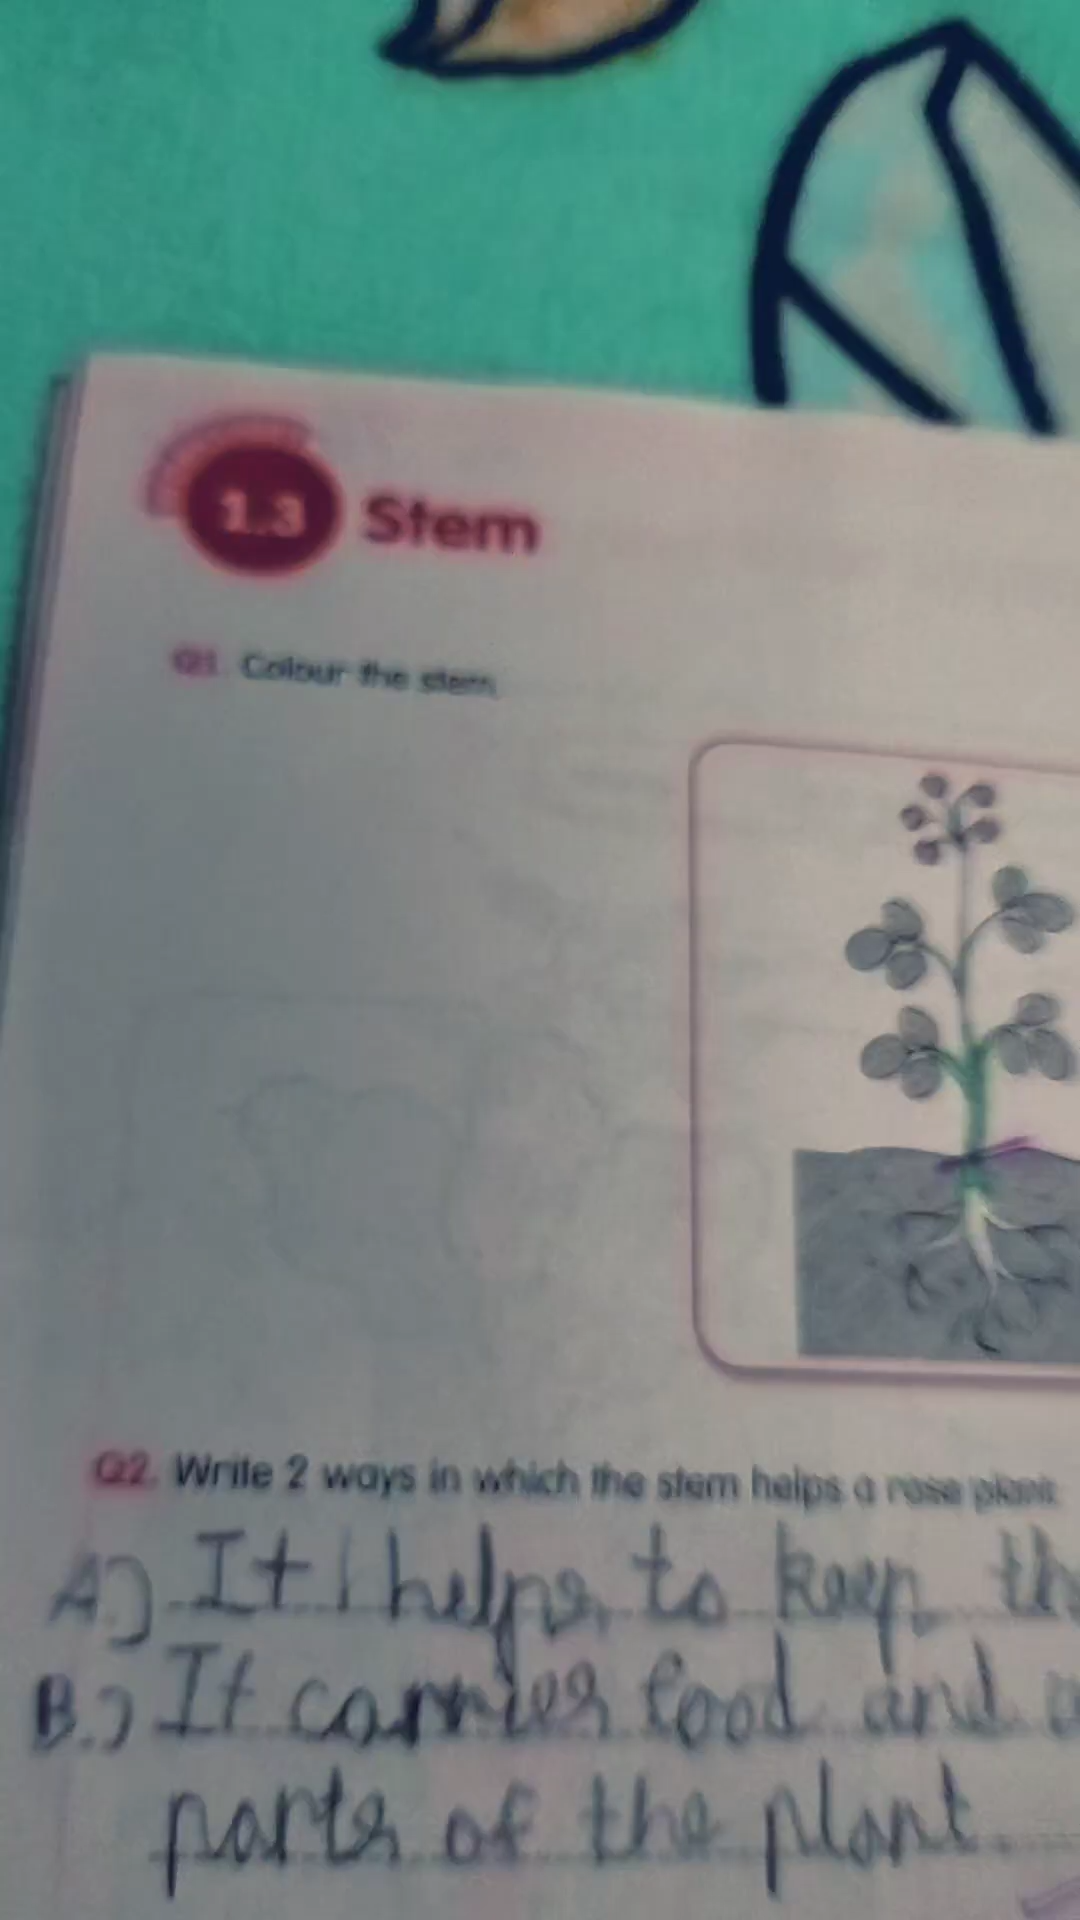 1.3 Stem
Q1. Colour the stem.
Q2. Write 2 ways in which the stem helps a rose plant.
A.) It helps to keep
B.) It carries food and
parts of the plant.